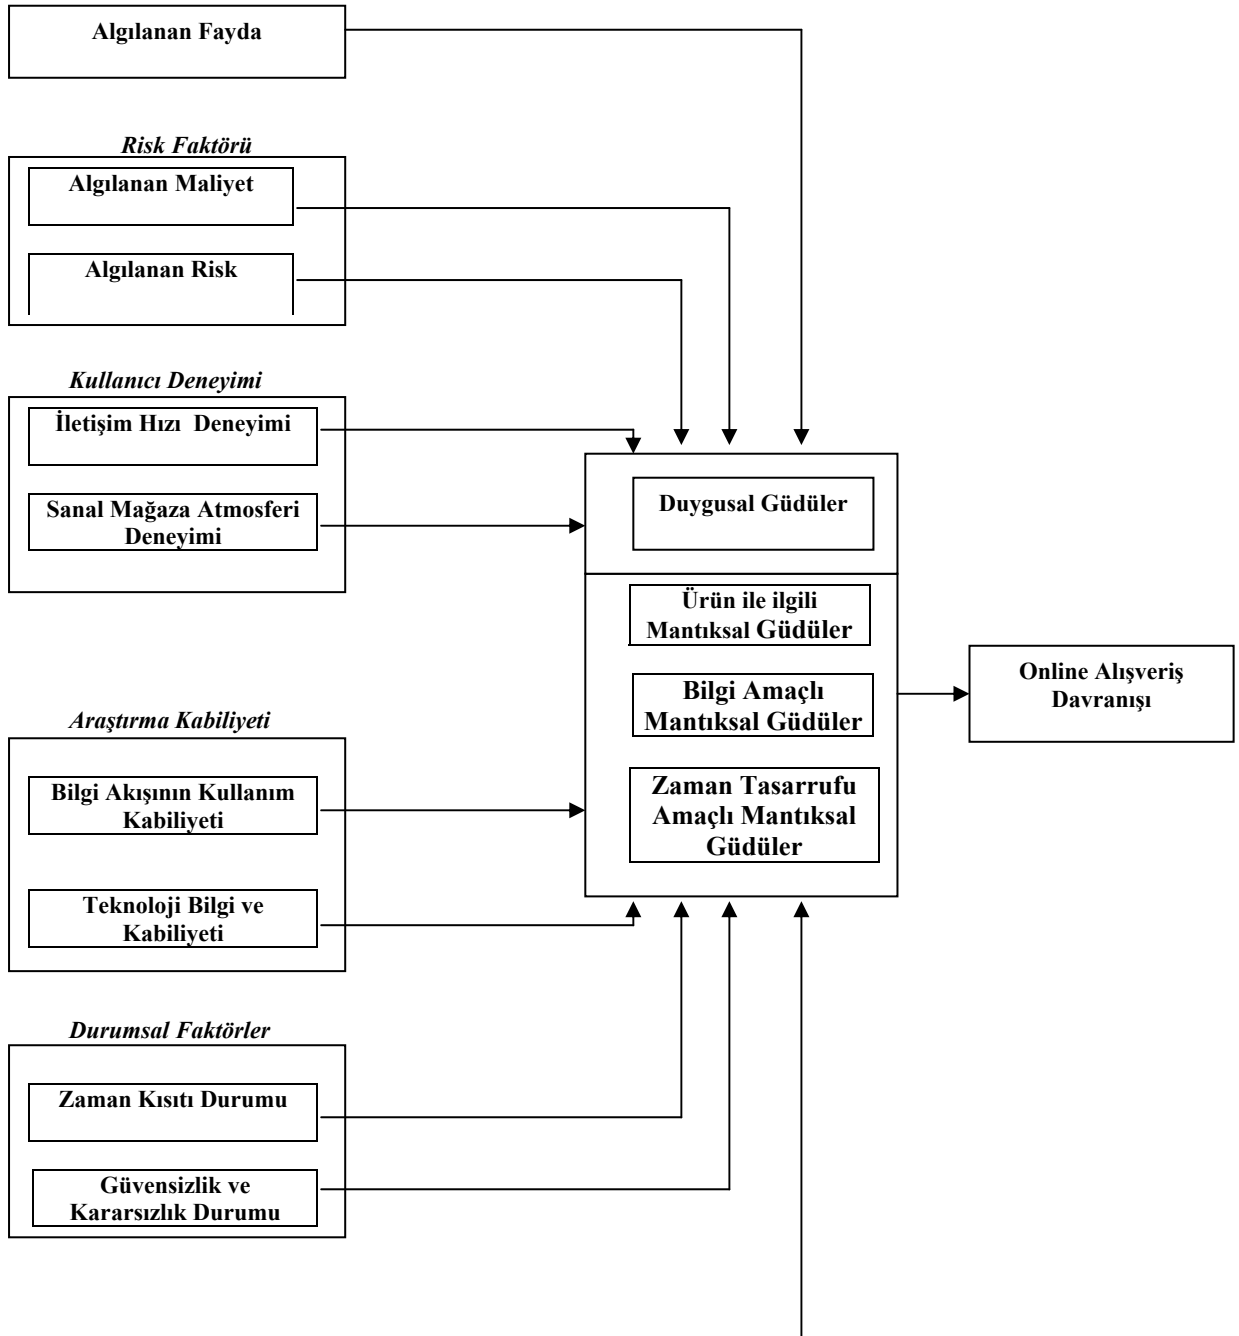 Algılanan Fayda
Risk Faktörü
Algılanan Maliyet
Algılanan Risk
Kullanıcı Deneyimi
İletişim Hızı Deneyimi
Sanal Mağaza Atmosferi
Deneyimi
Araştırma Kabiliyeti
Bilgi Akışının Kullanım
Kabiliyeti
Teknoloji Bilgi ve
Kabiliyeti
Durumsal Faktörler
Zaman Kısıtı Durumu
Güvensizlik ve
Kararsızlık Durumu
Duygusal Güdüler
Ürün ile ilgili
Mantıksal Güdüler
Bilgi Amaçlı
Mantıksal Güdüler
Zaman Tasarrufu
Amaçlı Mantıksal
Güdüler
Online Alışveriş
Davranışı